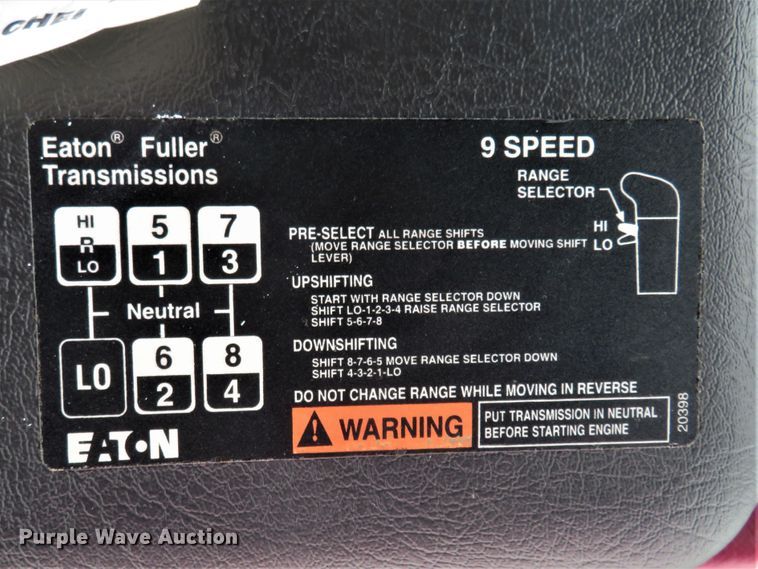 CHEL
Eaton® Fuller®
Transmissions
9 SPEED
RANGE
SELECTOR
HI
LO
HI
R
LO
5
1
7
3
Neutral
LO
6
2
8
4
EATON
PRE-SELECT ALL RANGE SHIFTS
(MOVE RANGE SELECTOR BEFORE MOVING SHIFT
LEVER)
UPSHIFTING
START WITH RANGE SELECTOR DOWN
SHIFT LO-1-2-3-4 RAISE RANGE SELECTOR
SHIFT 5-6-7-8
DOWNSHIFTING
SHIFT 8-7-6-5 MOVE RANGE SELECTOR DOWN
SHIFT 4-3-2-1-LO
DO NOT CHANGE RANGE WHILE MOVING IN REVERSE
WARNING
PUT TRANSMISSION IN NEUTRAL
BEFORE STARTING ENGINE
20398
Purple Wave Auction